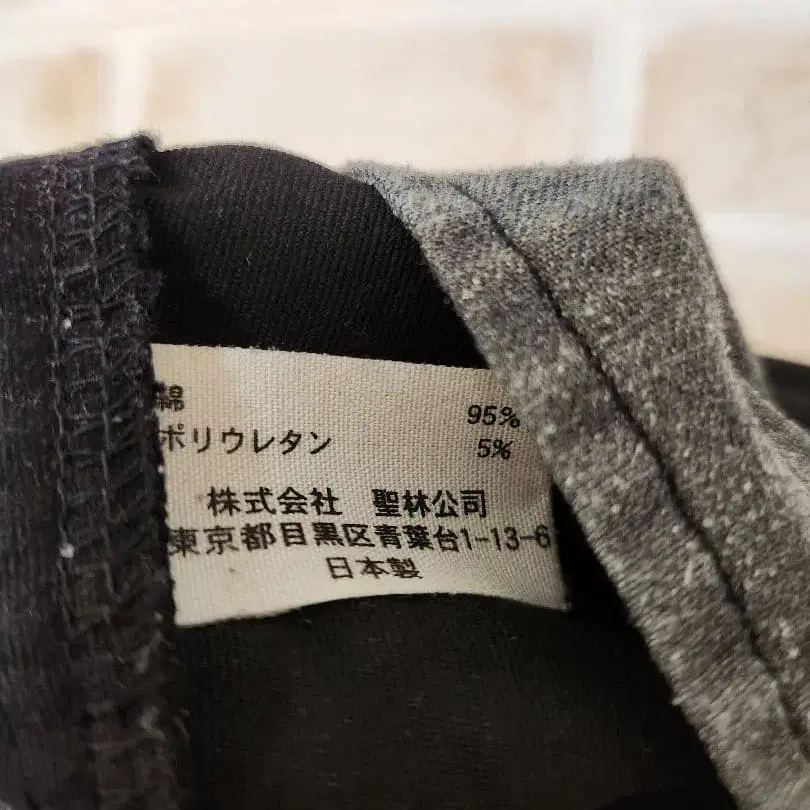 綿 95%
ポリウレタン 5%
株式会社 聖林公司
東京都目黒区青葉台1-13-6
日本製